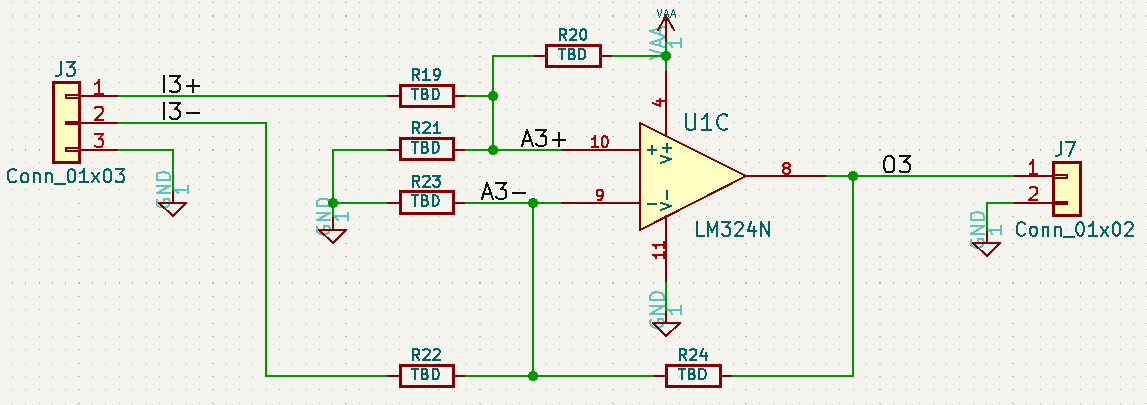 VAA
VAA
1
R20
TBD
J3
1
I3+
R19
TBD
2
I3-
3
R21
TBD
A3+
10
4
U1C
+
V+
Conn_01x03
GND
1
R23
TBD
A3-
9
-
V-
8
O3
J7
1
2
GND
1
11
LM324N
GND
1
Conn_01x02
GND
1
R22
TBD
R24
TBD